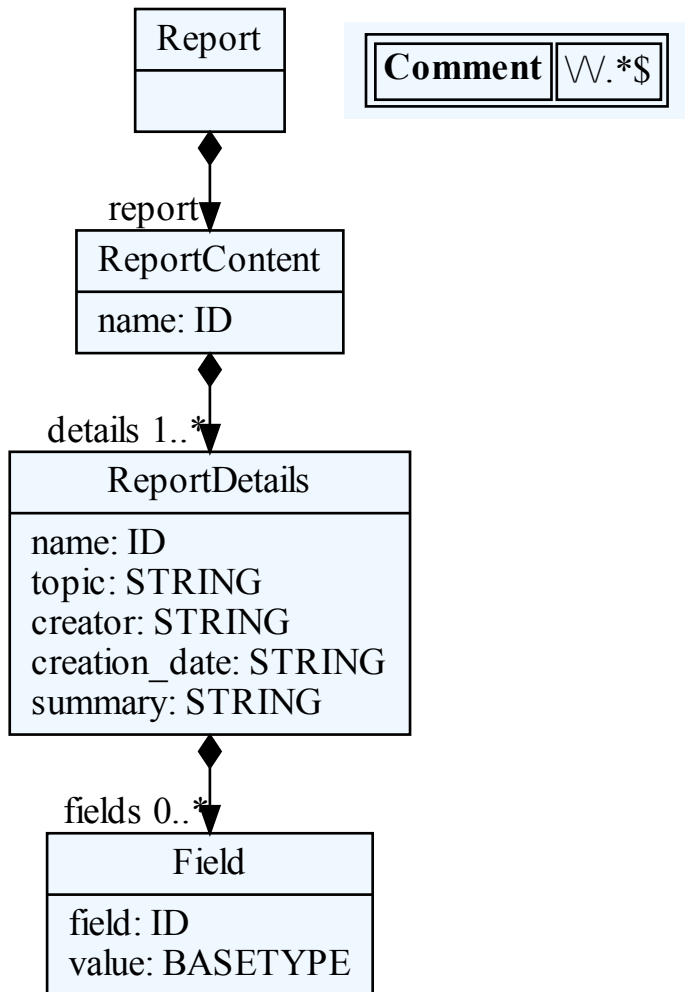 Report
Comment \/\/.*$
report
ReportContent
name: ID
details 1..*
ReportDetails
name: ID
topic: STRING
creator: STRING
creation_date: STRING
summary: STRING
fields 0..*
Field
field: ID
value: BASETYPE